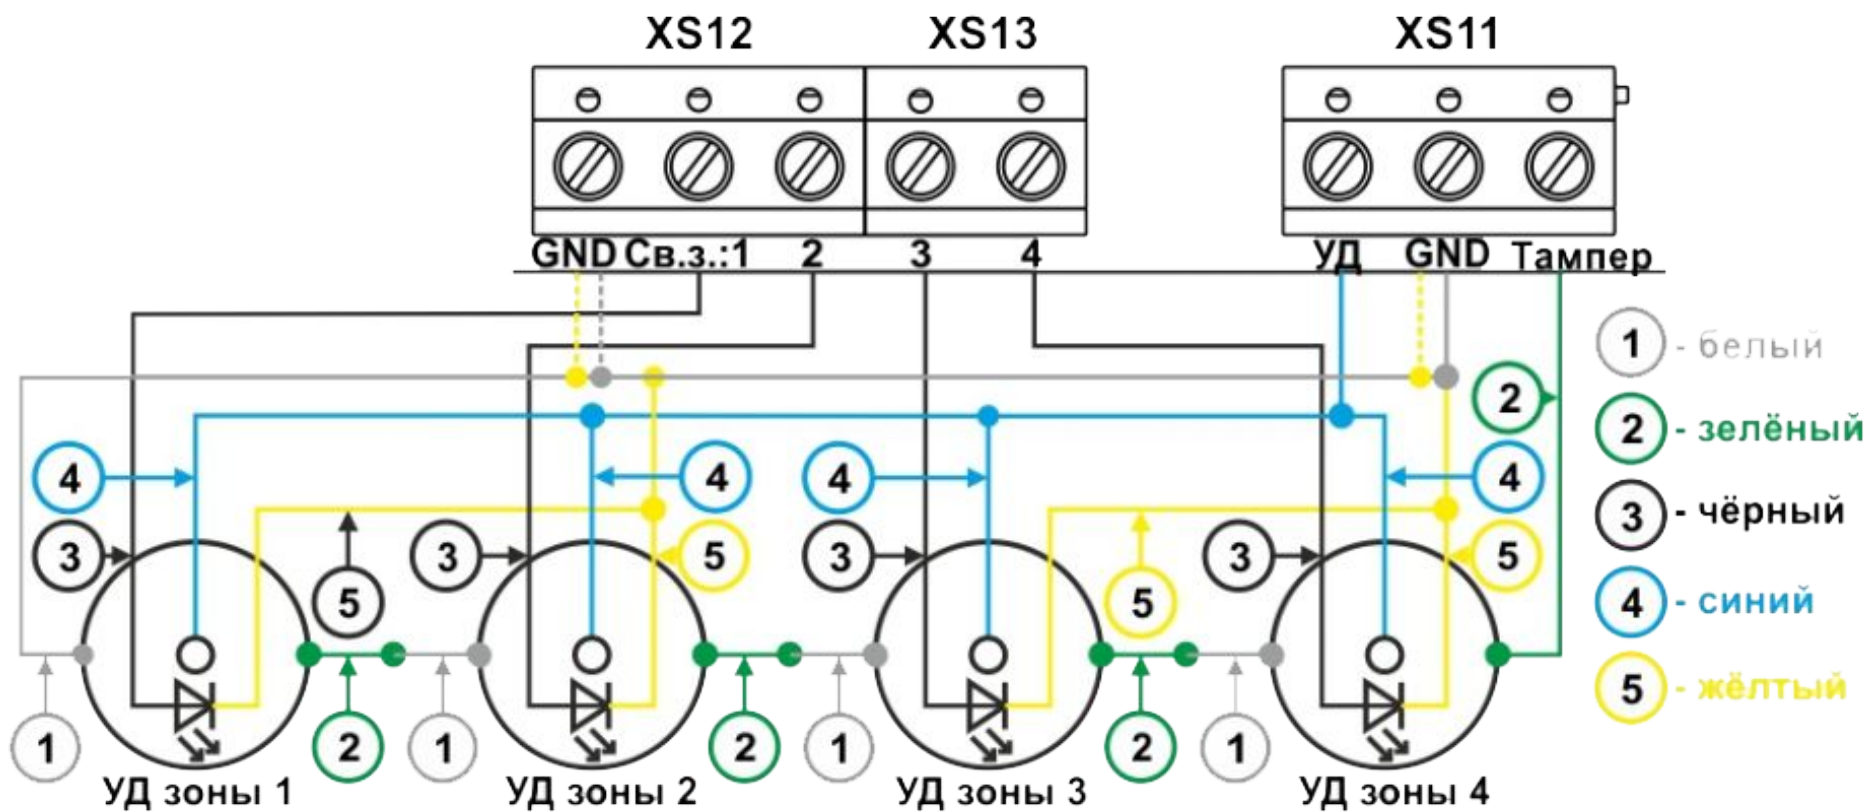 XS12 XS13 XS11
GND Св.з.:1 2 3 4 УД GND Тампер
1 - белый
2
2 - зелёный
4 4 4 4
3 - чёрный
3 3 5 3 3 5
5 5
4 - синий
5 - жёлтый
1 2 1 2 1 2 1
УД зоны 1 УД зоны 2 УД зоны 3 УД зоны 4